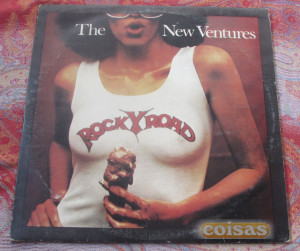 The New Ventures
ROCKY ROAD
coisas